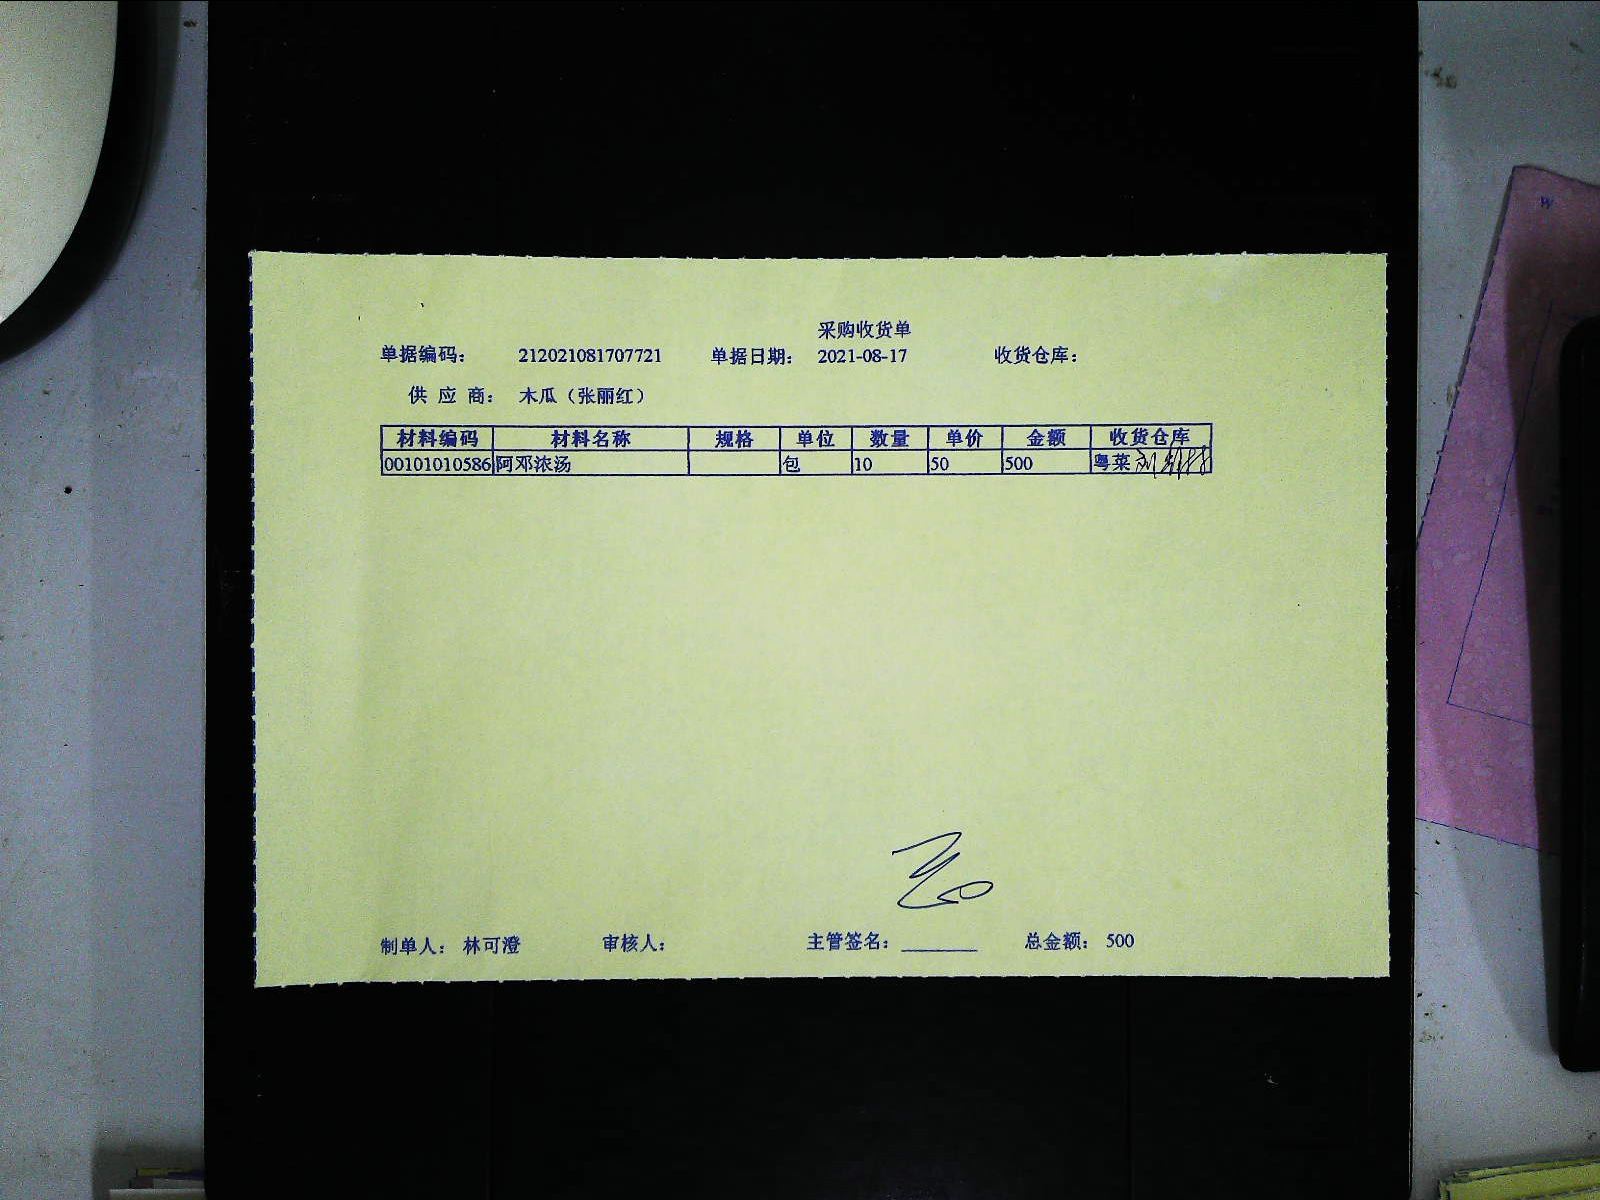 采购收货单
单据编码： 212021081707721 单据日期： 2021-08-17 收货仓库：
供 应 商： 木瓜（张丽红）
材料编码 材料名称 规格 单位 数量 单价 金额 收货仓库
00101010586 阿邓浓汤 包 10 50 500 粤菜
制单人： 林可澄 审核人： 主管签名： 总金额： 500